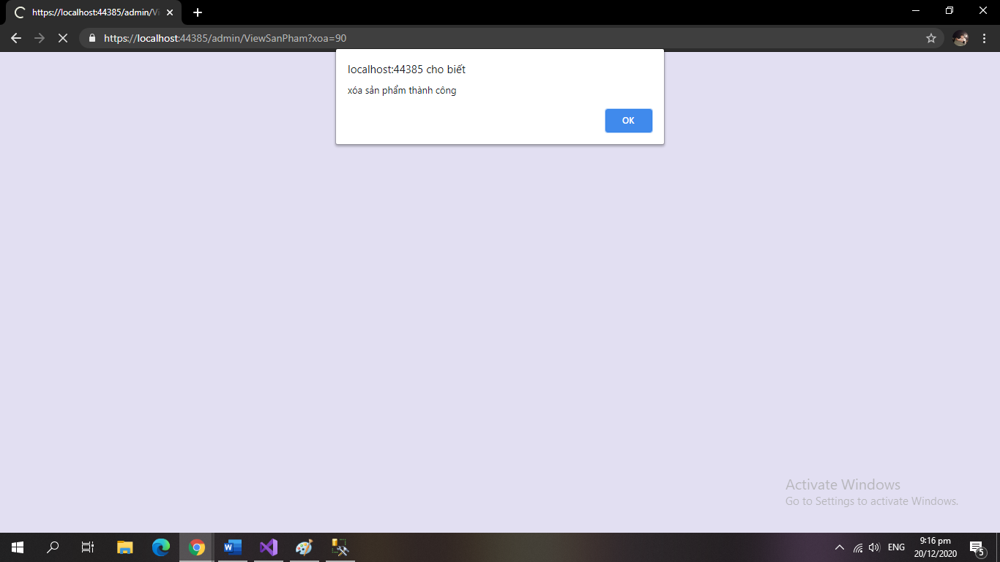 https://localhost:44385/admin/Vi
https://localhost:44385/admin/ViewSanPham?xoa=90
localhost:44385 cho biết
xóa sản phẩm thành công
OK
Activate Windows
Go to Settings to activate Windows.
ENG
9:16 pm
20/12/2020
5